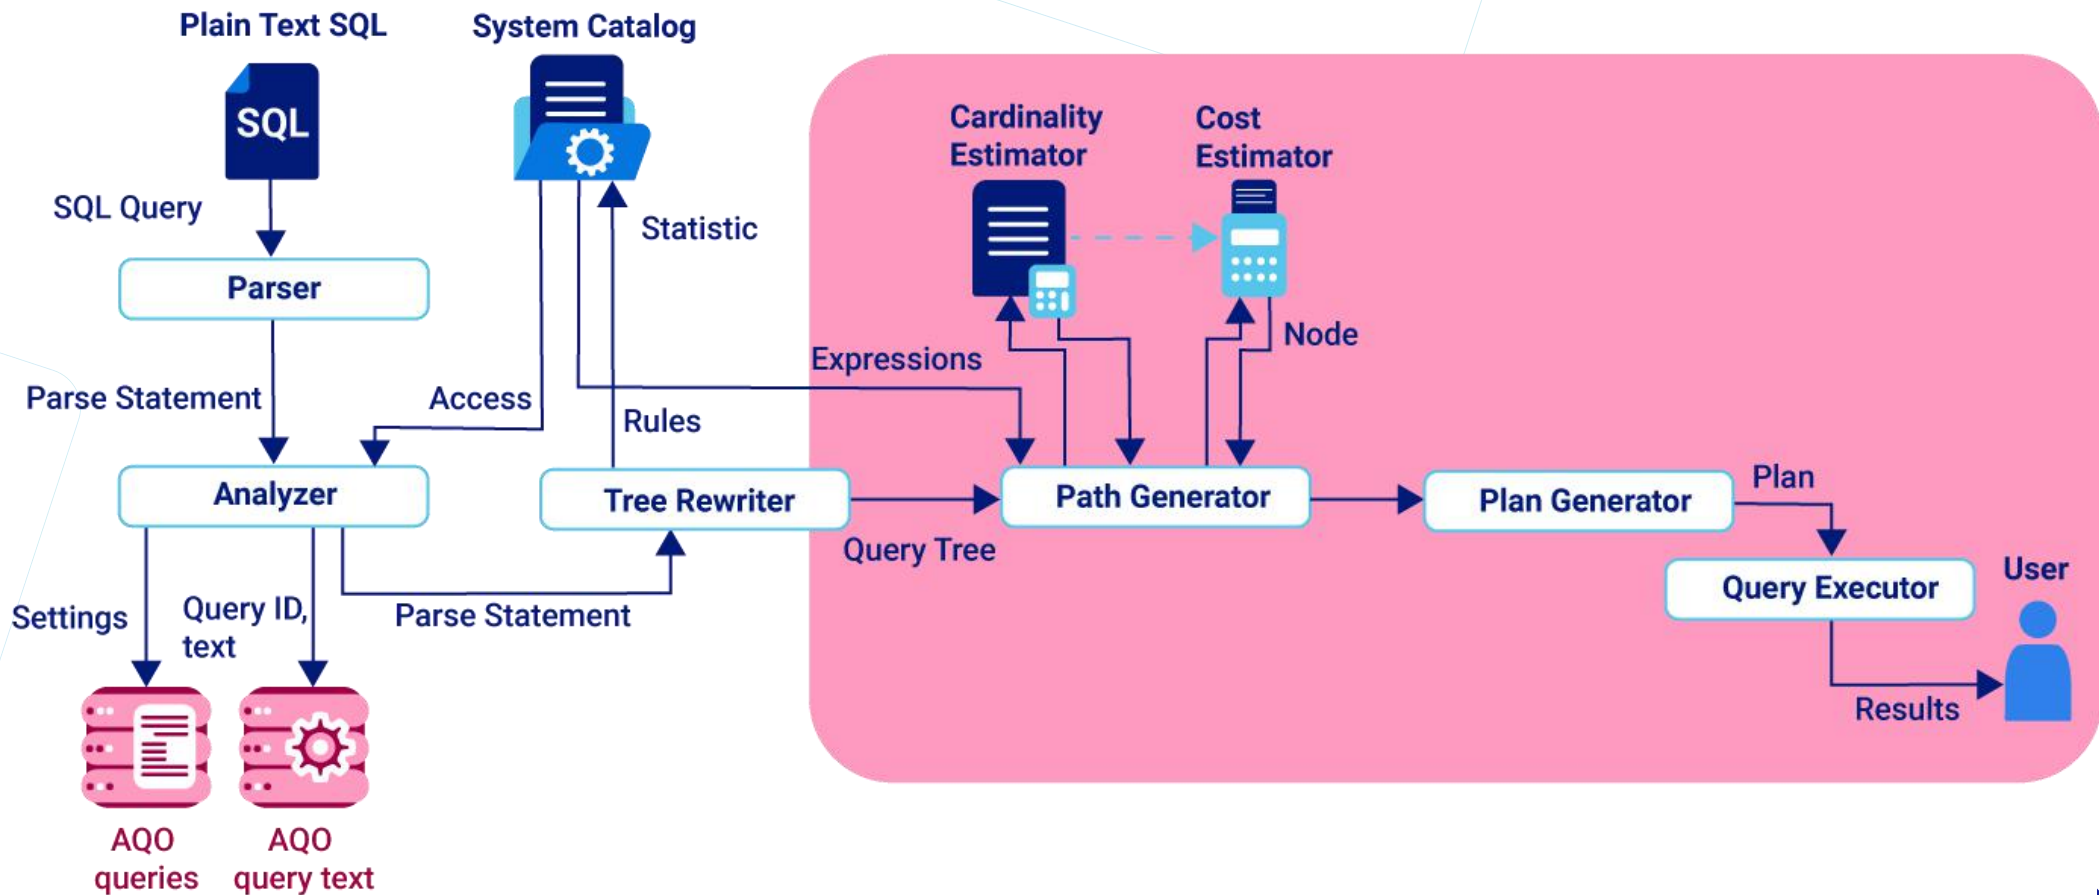 Plain Text SQL
System Catalog
SQL
Cardinality
Estimator
Cost
Estimator
SQL Query
Statistic
Parser
Node
Expressions
Parse Statement
Access
Rules
Analyzer
Tree Rewriter
Path Generator
Plan Generator
Plan
Query Tree
Query Executor
User
Settings
Query ID,
text
Parse Statement
Results
AQO
queries
AQO
query text